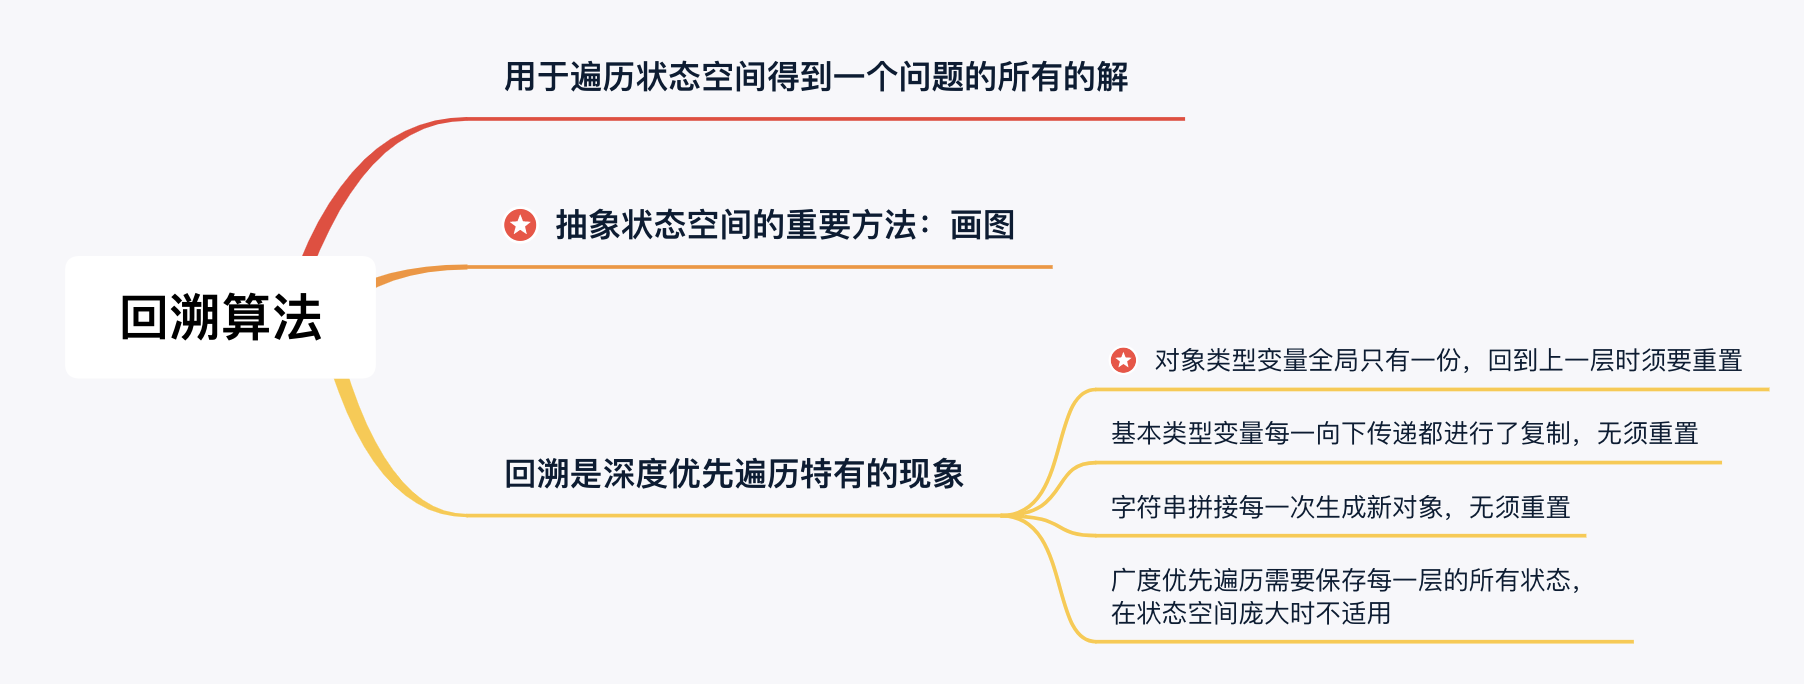 用于遍历状态空间得到一个问题的所有的解
抽象状态空间的重要方法：画图
回溯算法
回溯是深度优先遍历特有的现象
对象类型变量全局只有一份，回到上一层时须要重置
基本类型变量每一向下传递都进行了复制，无须重置
字符串拼接每一次生成新对象，无须重置
广度优先遍历需要保存每一层的所有状态，
在状态空间庞大时不适用